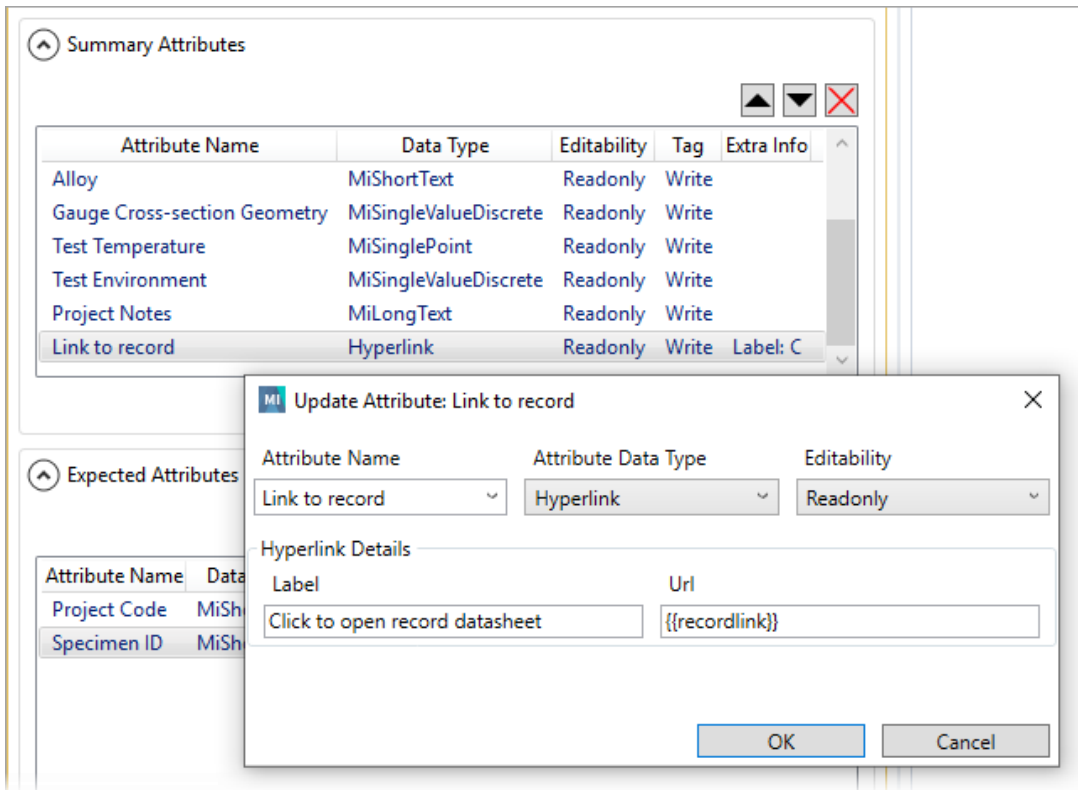 Summary Attributes
Attribute Name Data Type Editability Tag Extra Info
Alloy MiShortText Readonly Write
Gauge Cross-section Geometry MiSingleValueDiscrete Readonly Write
Test Temperature MiSinglePoint Readonly Write
Test Environment MiSingleValueDiscrete Readonly Write
Project Notes MiLongText Readonly Write
Link to record Hyperlink Readonly Write Label: C
MI Update Attribute: Link to record
Attribute Name Attribute Data Type Editability
Link to record Hyperlink Readonly
Hyperlink Details
Label Url
Click to open record datasheet {{recordlink}}
OK Cancel
Expected Attributes
Attribute Name Data
Project Code MiSh
Specimen ID MiSh